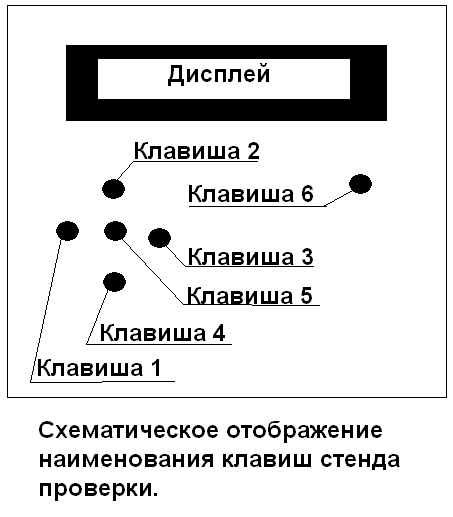 Дисплей
Клавиша 2
Клавиша 6
Клавиша 3
Клавиша 5
Клавиша 4
Клавиша 1
Схематическое отображение
наименования клавиш стенда
проверки.